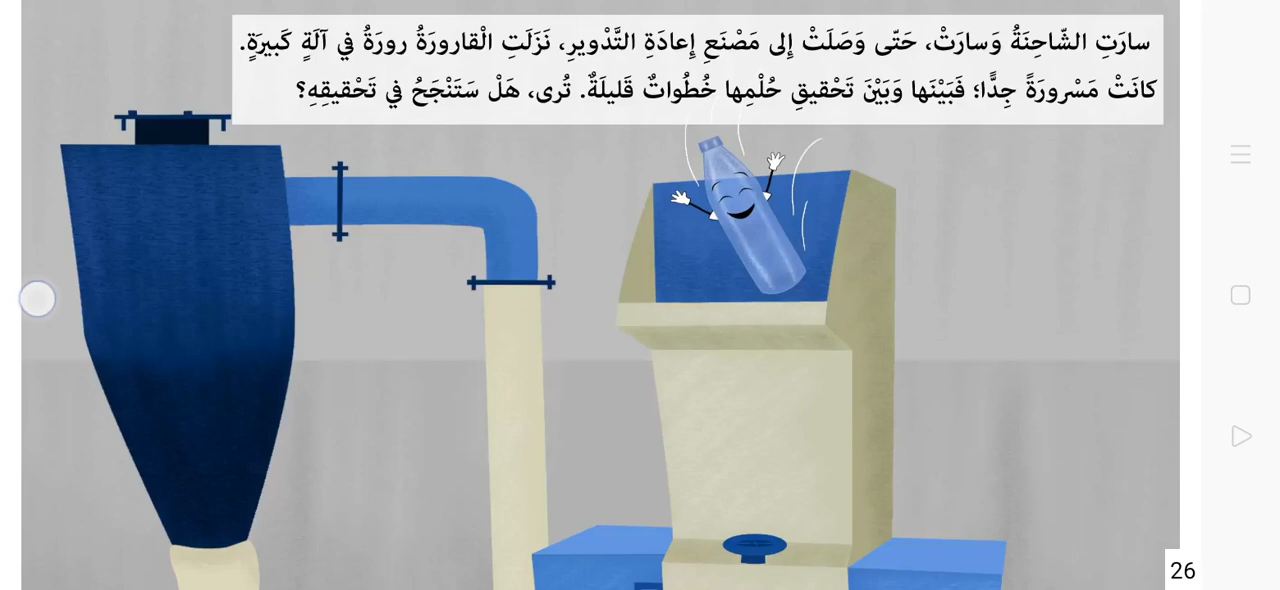 سارَتِ الشّاحِنَةُ وَسارَتْ، حَتّى وَصَلَتْ إِلى مَصْنَعِ إِعادَةِ التَّدْويرِ، نَزَلَتِ الْقارورَةُ رورَةُ في آلَةٍ كَبيرَةٍ.
كانَتْ مَسْرورَةً جِدًّا؛ فَبَيْنَها وَبَيْنَ تَحْقيقِ حُلْمِها خُطُواتٌ قَليلَةٌ. تُرى، هَلْ سَتَنْجَحُ في تَحْقيقِهِ؟
26